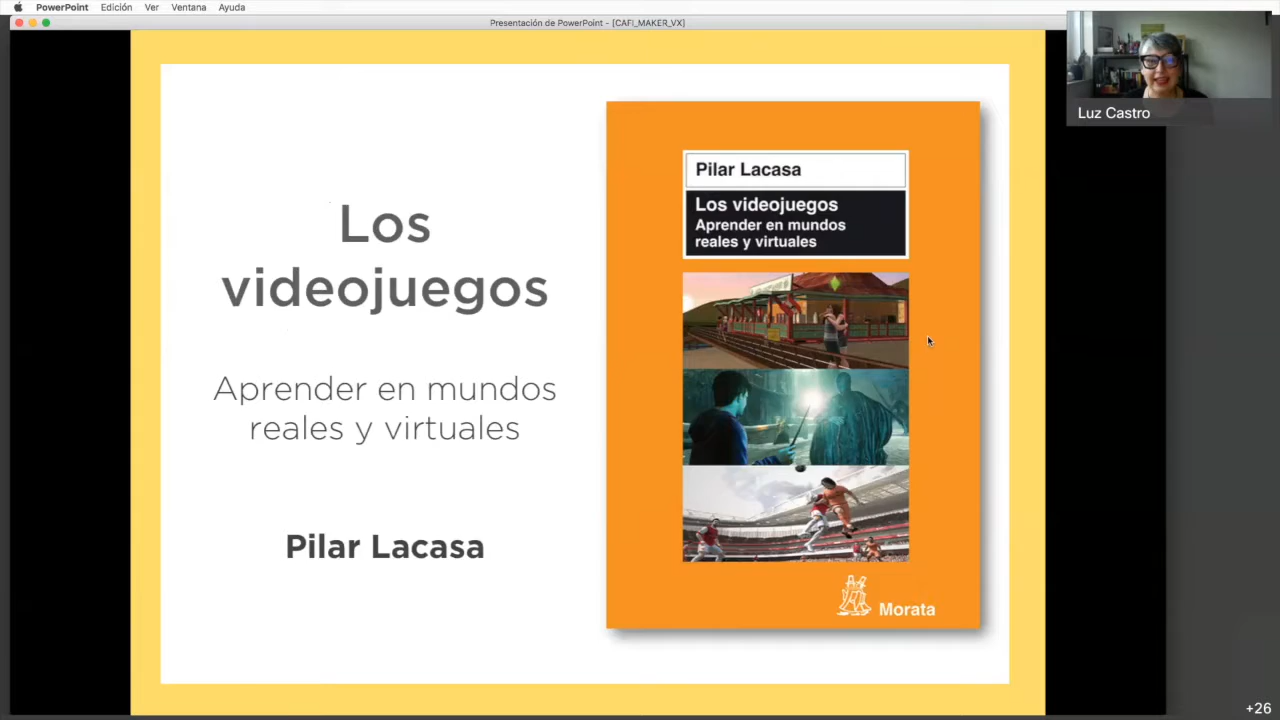 PowerPoint Edición Ver Ventana Ayuda
Presentación de PowerPoint - [CAFI_MAKER_VX]
Luz Castro
Los
videojuegos
Aprender en mundos
reales y virtuales
Pilar Lacasa
Pilar Lacasa
Los videojuegos
Aprender en mundos
reales y virtuales
Morata
+26